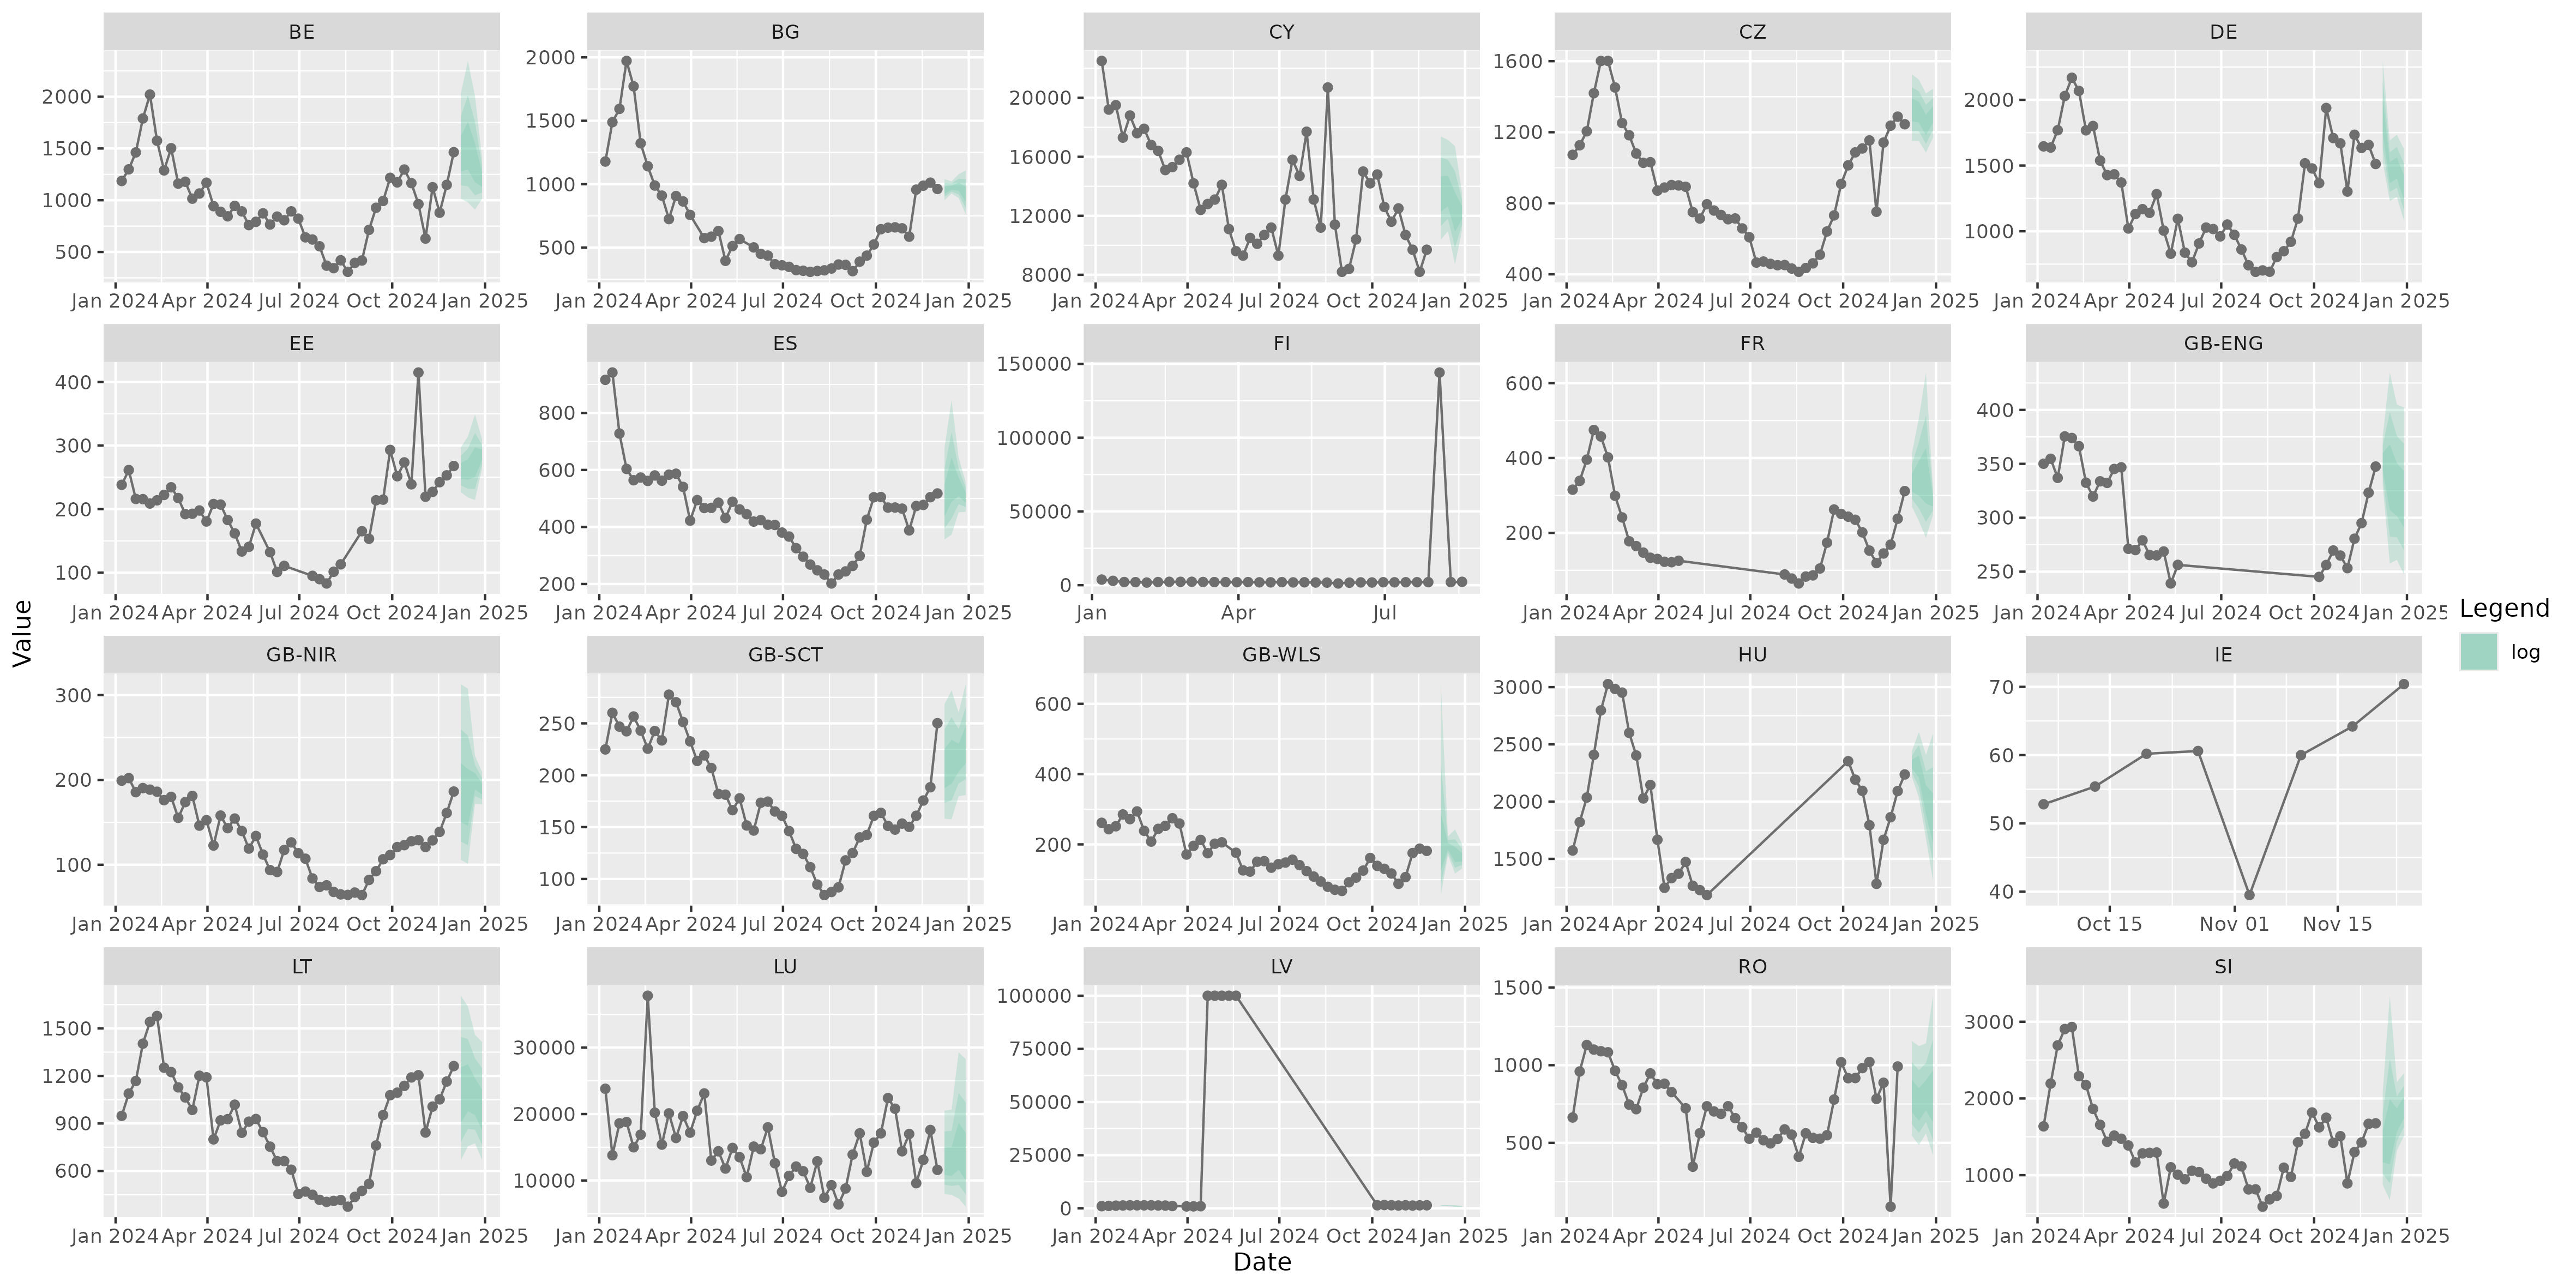 BE BG CY CZ DE
2000 1500 1000 500
2000 1500 1000 500
20000 16000 12000 8000
1600 1200 800 400
2000 1500 1000
Jan 2024 Apr 2024 Jul 2024 Oct 2024 Jan 2025 Jan 2024 Apr 2024 Jul 2024 Oct 2024 Jan 2025 Jan 2024 Apr 2024 Jul 2024 Oct 2024 Jan 2025 Jan 2024 Apr 2024 Jul 2024 Oct 2024 Jan 2025 Jan 2024 Apr 2024 Jul 2024 Oct 2024 Jan 2025
EE ES FI FR GB-ENG
400 300 200 100
800 600 400 200
150000 100000 50000 0
600 400 200
400 350 300 250
Jan 2024 Apr 2024 Jul 2024 Oct 2024 Jan 2025 Jan 2024 Apr 2024 Jul 2024 Oct 2024 Jan 2025 Jan Apr Jul Jan 2024 Apr 2024 Jul 2024 Oct 2024 Jan 2025 Jan 2024 Apr 2024 Jul 2024 Oct 2024 Jan 2025
Value
Legend
log
GB-NIR GB-SCT GB-WLS HU IE
300 200 100
250 200 150 100
600 400 200
3000 2500 2000 1500
70 60 50 40
Jan 2024 Apr 2024 Jul 2024 Oct 2024 Jan 2025 Jan 2024 Apr 2024 Jul 2024 Oct 2024 Jan 2025 Jan 2024 Apr 2024 Jul 2024 Oct 2024 Jan 2025 Jan 2024 Apr 2024 Jul 2024 Oct 2024 Jan 2025 Oct 15 Nov 01 Nov 15
LT LU LV RO SI
1500 1200 900 600
30000 20000 10000
100000 75000 50000 25000 0
1500 1000 500
3000 2000 1000
Jan 2024 Apr 2024 Jul 2024 Oct 2024 Jan 2025 Jan 2024 Apr 2024 Jul 2024 Oct 2024 Jan 2025 Jan 2024 Apr 2024 Jul 2024 Oct 2024 Jan 2025 Jan 2024 Apr 2024 Jul 2024 Oct 2024 Jan 2025 Jan 2024 Apr 2024 Jul 2024 Oct 2024 Jan 2025
Date